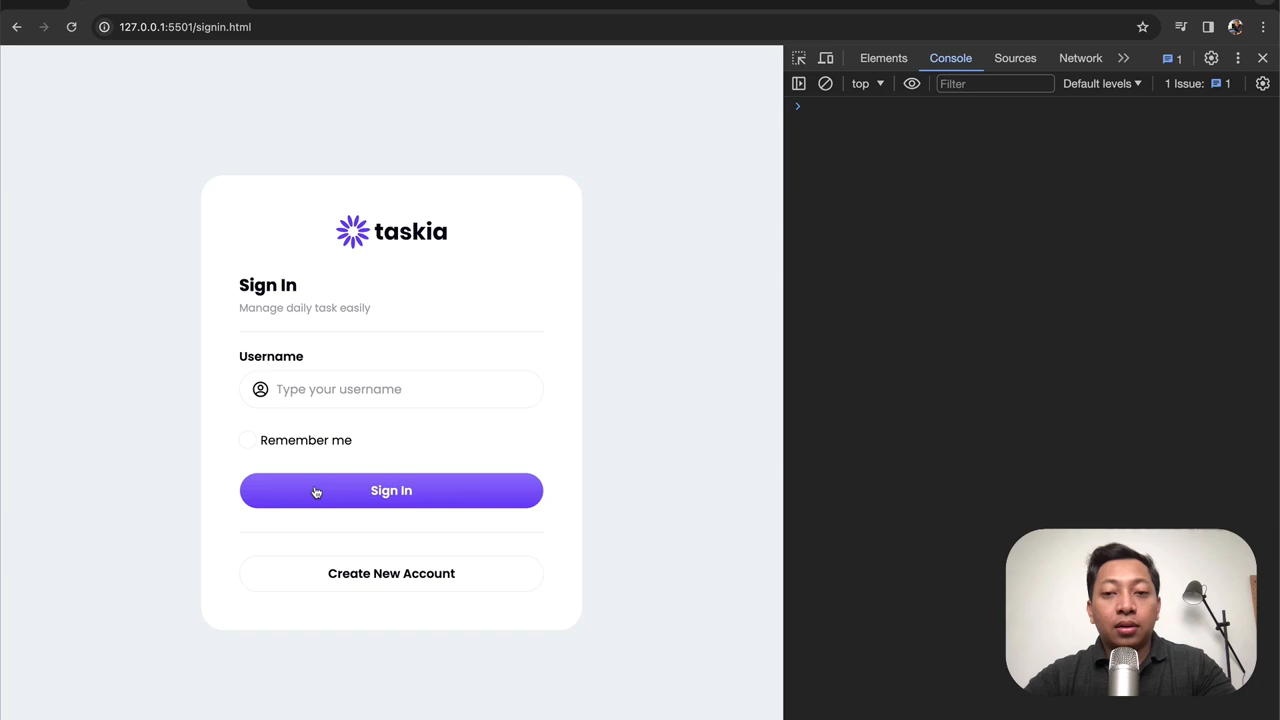 127.0.0.1:5501/signin.html
Elements Console Sources Network 1
top Filter Default levels 1 Issue: 1
taskia
Sign In
Manage daily task easily
Username
Type your username
Remember me
Sign In
Create New Account